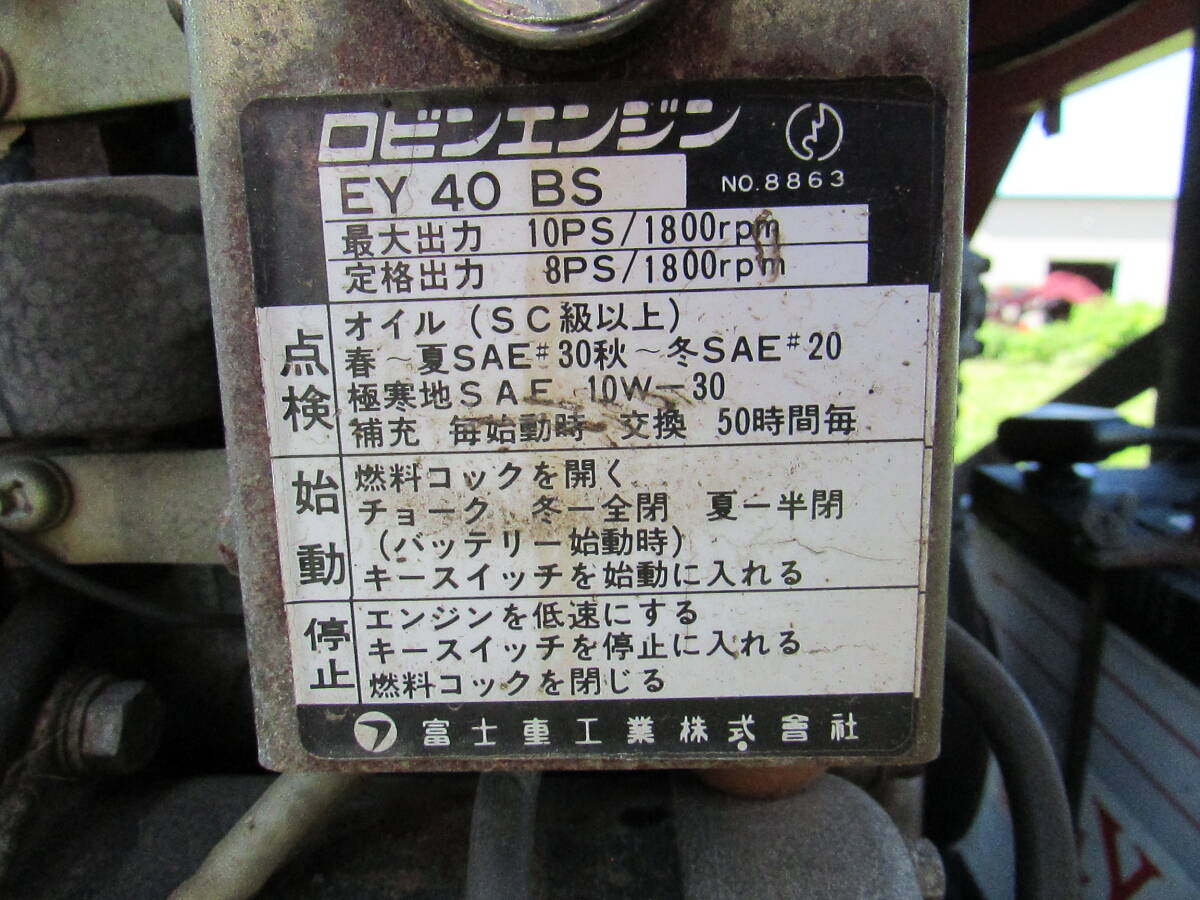 ロビンエンジン
NO.8863
EY 40 BS
最大出力 10PS/1800rpm
定格出力 8PS/1800rpm
点検
オイル (SC級以上)
春~夏SAE#30秋~冬SAE#20
極寒地SAE 10W-30
補充 毎始動時 交換 50時間毎
始動
燃料コックを開く
チョーク 冬ー全閉 夏ー半閉
(バッテリー始動時)
キースイッチを始動に入れる
停止
エンジンを低速にする
キースイッチを停止に入れる
燃料コックを閉じる
フ 富士重工業株式會社